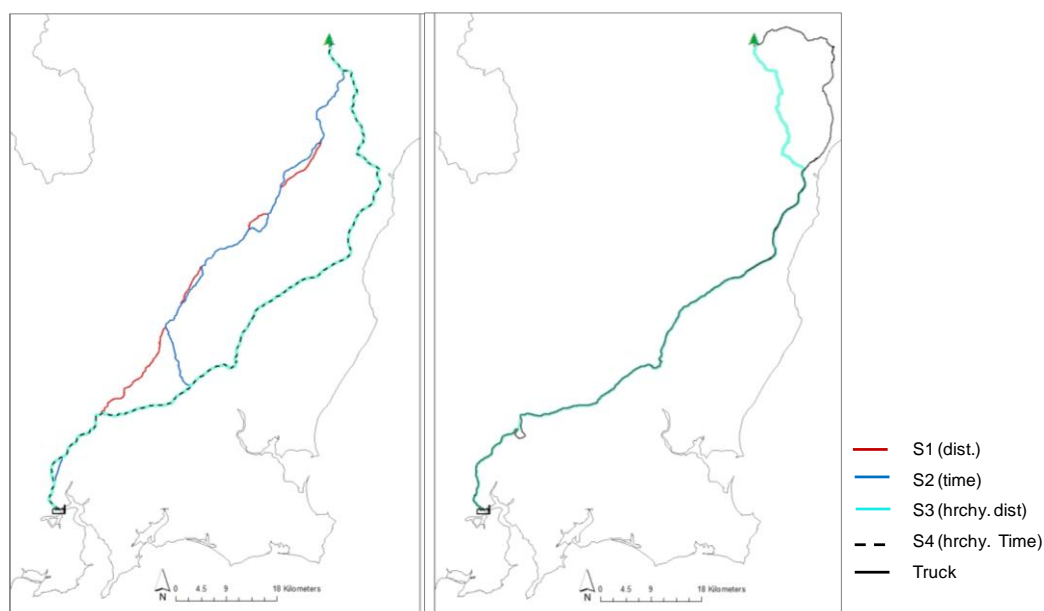 N
0 4.5 9 18 Kilometers
N
0 4.5 9 18 Kilometers
S1 (dist.)
S2 (time)
S3 (hrchy. dist)
S4 (hrchy. Time)
Truck